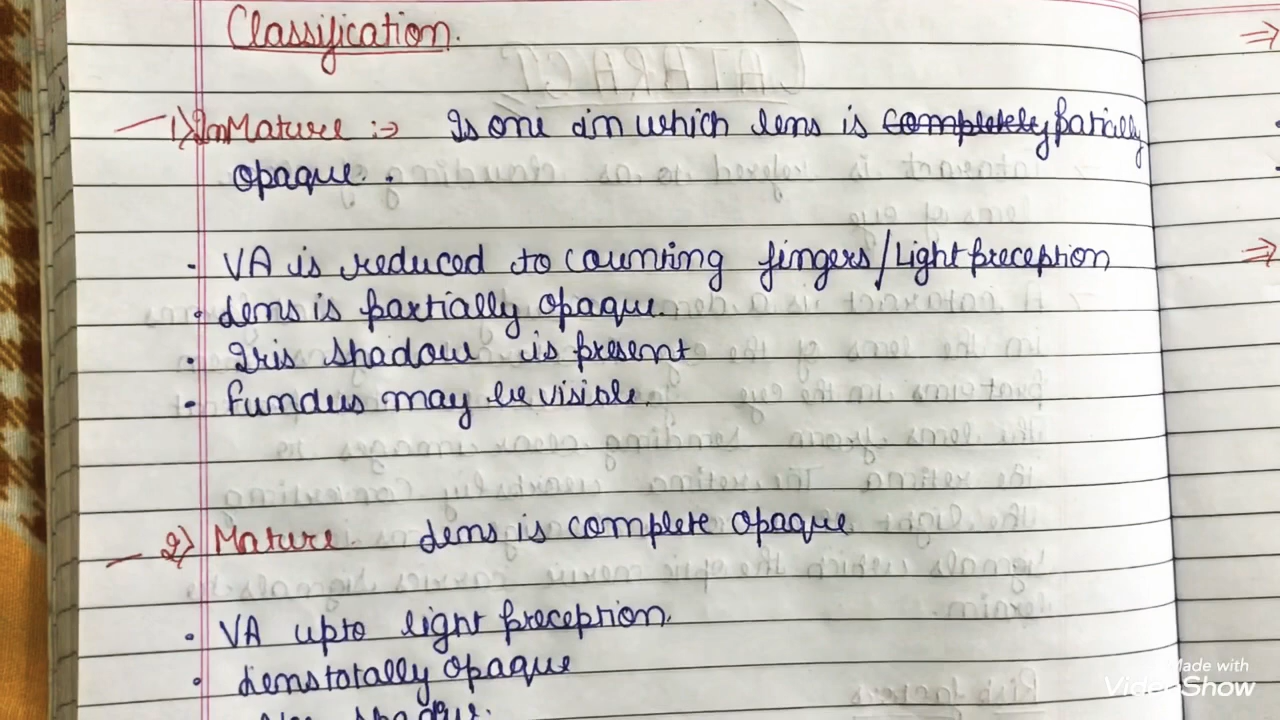 Classification.
1) InMature :-> Is one in which lens is completely partially
opaque.
• VA is reduced to counting fingers/Light preception
• Lens is partially opaque.
• Iris shadow is present
• fundus may be visible.
2) Mature. Lens is complete opaque
• VA upto light preception.
• Lens totally opaque
shadow.
Made with
VideoShow